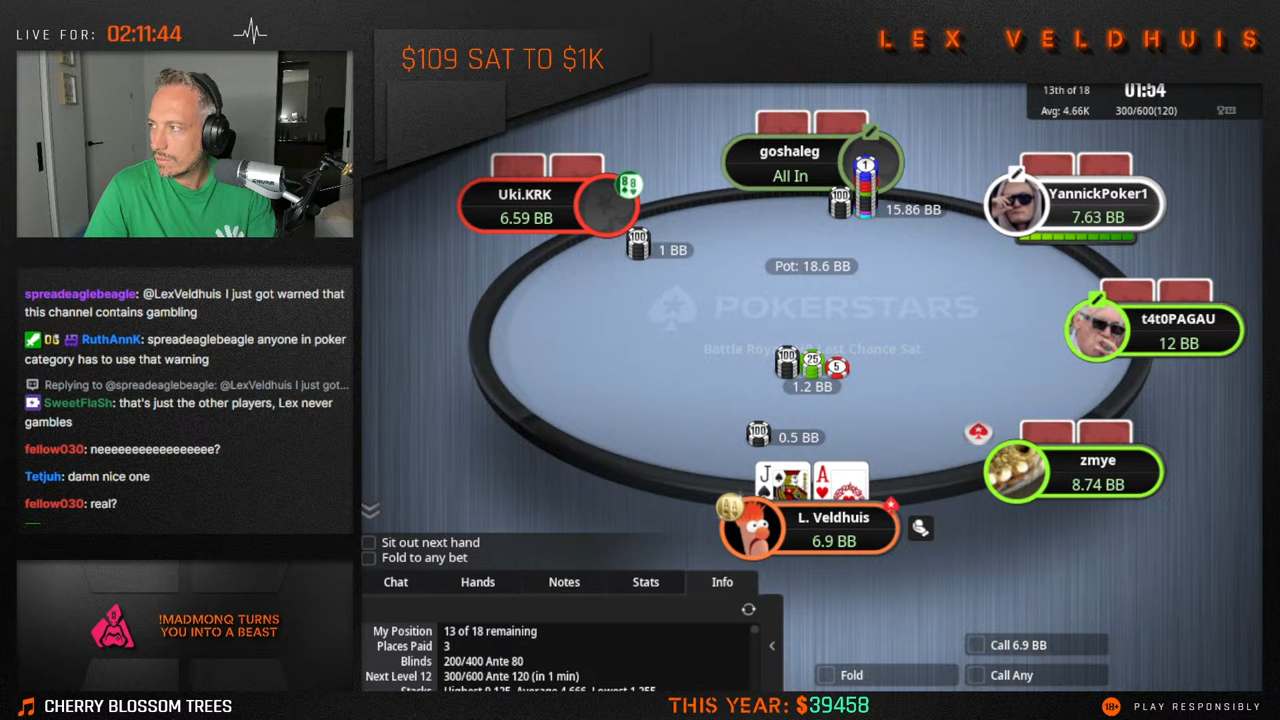 LIVE FOR: 02:11:44
$109 SAT TO $1K
LEX VELDHUIS
13th of 18
01:54
Avg: 4.66K
300/600(120)
goshaleg
All In
Uki.KRK
6.59 BB
YannickPoker1
7.63 BB
100
1
15.86 BB
100
1 BB
Pot: 18.6 BB
POKERSTARS
t4t0PAGAU
12 BB
100
25
5
1.2 BB
100
0.5 BB
J
A
zmye
8.74 BB
L. Veldhuis
6.9 BB
spreadeaglebeagle: @LexVeldhuis I just got warned that
this channel contains gambling
RuthAnnK: spreadeaglebeagle anyone in poker
category has to use that warning
Replying to @spreadeaglebeagle: @LexVeldhuis I just got...
SweetFlaSh: that's just the other players, Lex never
gambles
fellow030: neeeeeeeeeeeeeeee?
Tetjuh: damn nice one
fellow030: real?
Sit out next hand
Fold to any bet
Chat
Hands
Notes
Stats
Info
My Position 13 of 18 remaining
Places Paid 3
Blinds 200/400 Ante 80
Next Level 12 300/600 Ante 120 (in 1 min)
Call 6.9 BB
Fold
Call Any
!MADMONQ TURNS
YOU INTO A BEAST
CHERRY BLOSSOM TREES
THIS YEAR: $39458
18+ PLAY RESPONSIBLY